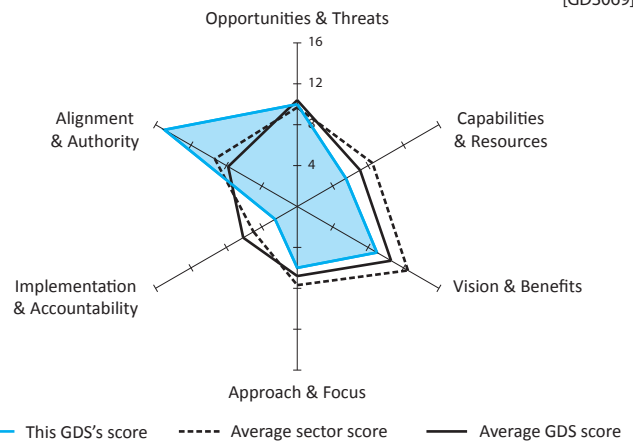 Opportunities & Threats
16
12
8
4
Alignment
& Authority
Capabilities
& Resources
Implementation
& Accountability
Vision & Benefits
Approach & Focus
This GDS's score
Average sector score
Average GDS score